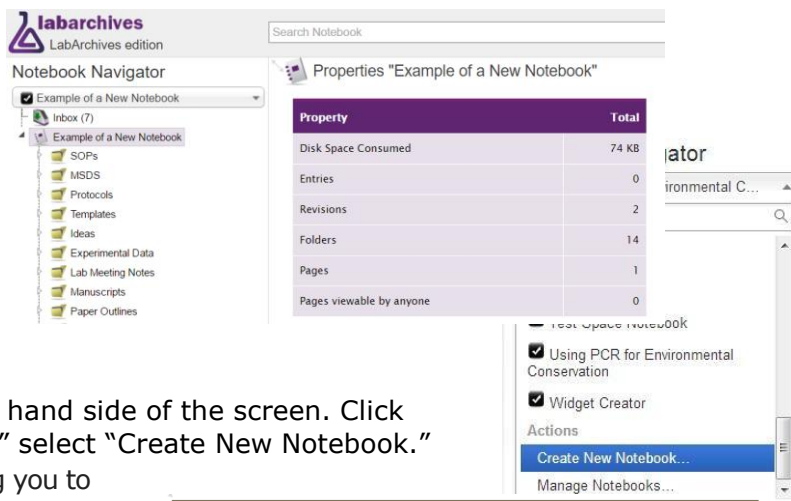 labarchives
LabArchives edition
Search Notebook
Notebook Navigator
Example of a New Notebook
Inbox (7)
Example of a New Notebook
SOPs
MSDS
Protocols
Templates
Ideas
Experimental Data
Lab Meeting Notes
Manuscripts
Paper Outlines
Properties "Example of a New Notebook"
Property Total
Disk Space Consumed 74 KB
Entries 0
Revisions 2
Folders 14
Pages 1
Pages viewable by anyone 0
ator
ironmental C...
Test Space Notebook
Using PCR for Environmental
Conservation
Widget Creator
Actions
Create New Notebook...
Manage Notebooks...
hand side of the screen. Click
” select “Create New Notebook.”
g you to